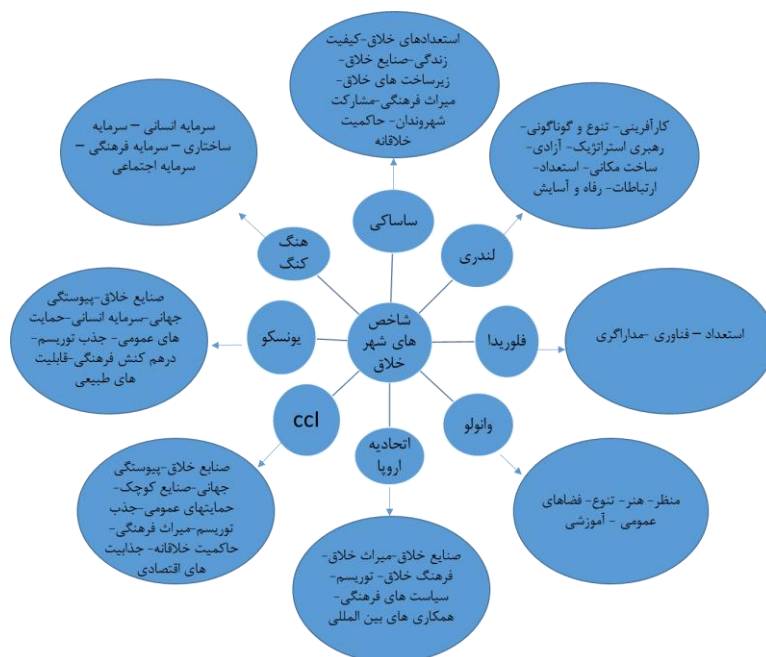 استعدادهای خلاق-کیفیت
زندگی-صنایع خلاق-
زیرساخت های خلاق-
میراث فرهنگی-مشارکت
شهروندان- حاکمیت
خلاقانه
کارآفرینی- تنوع و گوناگونی-
رهبری استراتژیک- آزادی-
ساخت مکانی- استعداد-
ارتباطات- رفاه و آسایش
سرمایه انسانی – سرمایه
ساختاری – سرمایه فرهنگی –
سرمایه اجتماعی
ساساکی
لندری
هنگ
کنگ
استعداد – فناوری -مداراگری
فلوریدا
شاخص
های شهر
خلاق
یونسکو
صنایع خلاق-پیوستگی
جهانی-سرمایه انسانی-حمایت
های عمومی- جذب توریسم-
درهم کنش فرهنگی-قابلیت
های طبیعی
وانولو
اتحادیه
اروپا
ccl
منظر- هنر- تنوع- فضاهای
عمومی - آموزشی
صنایع خلاق-میراث خلاق-
فرهنگ خلاق- توریسم-
سیاست های فرهنگی-
همکاری های بین المللی
صنایع خلاق-پیوستگی
جهانی-صنایع کوچک-
حمایتهای عمومی-جذب
توریسم-میراث فرهنگی-
حاکمیت خلاقانه- جذابیت
های اقتصادی